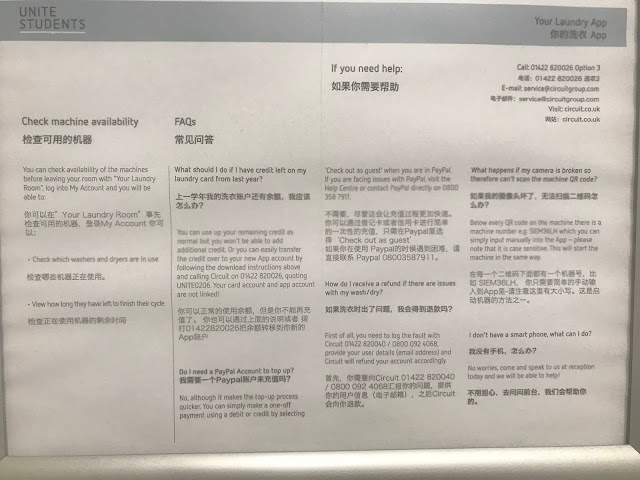 UNITE
STUDENTS
Your Laundry App
你的洗衣 App
If you need help:
如果你需要帮助
Call: 01422 820026 Option 3
电话：01422 820026 选项3
E-mail: service@circuitgroup.com
电子邮件：service@circuitgroup.com
Visit: circuit.co.uk
网站：circuit.co.uk
Check machine availability
检查可用的机器
You can check availability of the machines
before leaving your room with "Your Laundry
Room", log into My Account and you will be
able to:
你可以在"Your Laundry Room"事先
检查可用的机器，登录My Account 你可
以：
- Check which washers and dryers are in use
检查哪些机器正在使用。
- View how long they have left to finish their cycle
检查正在使用机器的剩余时间
FAQs
常见问答
What should I do if I have credit left on my
laundry card from last year?
上一学年我的洗衣账户还有余额，我应该
怎么办？
You can use up your remaining credit as
normal but you won't be able to add
additional credit. Or you can easily transfer
the credit over to your new App account by
following the download instructions above
and calling Circuit on 01422 820026, quoting
UNITE0206. Your card account and app account
are not linked!
你可以正常的使用余额，但是你不能再充
值了。你也可以通过上面的说明或者 拨
打01422820026把余额移对到你新的
App账户
Do I need a PayPal Account to top up?
我需要一个Paypal账户来充值吗？
No, although it makes the top-up process
quicker. You can simply make a one-off
payment using a debit or credit by selecting
'Check out as guest' when you are in PayPal.
If you are facing issues with PayPal, visit the
Help Centre or contact PayPal directly on 0800
358 7911.
不需要，尽管这会让充值过程更加快速。
你可以通过借记卡或者信用卡进行简单
的一次性的充值，只需在Paypal里选
择 'Check out as guest'
如果你在使用 Paypal的时候遇到困难，请
直接联系 Paypal 08003587911。
How do I receive a refund if there are issues
with my wash/dry?
如果洗衣时出了问题，我会得到退款吗？
First of all, you need to log the fault with
Circuit 01422 820040 / 0800 092 4068,
provide your user details (email address) and
Circuit will refund your account accordingly.
首先，你需要向Circuit 01422 820040
/ 0800 092 4068汇报你的问题，提供
你的用户信息（电子邮箱），之后Circuit
会向你退款。
What happens if my camera is broken so
therefore can't scan the machine QR code?
如果我的摄像头坏了，无法扫描二维码怎
么办？
Below every QR code on the machine there is a
machine number e.g. SIEM36LH which you can
simply input manually into the App – please
note that it is case sensitive. This will start the
machine in the same way.
在每一个二维码下面都有一个机器号，比
如 SIEM36LH， 你只需要简单的手动输
入到App里-请注意这里有大小写。这是启
动机器的方法之一。
I don't have a smart phone, what can I do?
我没有手机，怎么办？
No worries, come and speak to us at reception
today and we will be able to help!
不用担心，去问问前台，我们会帮助你
的。